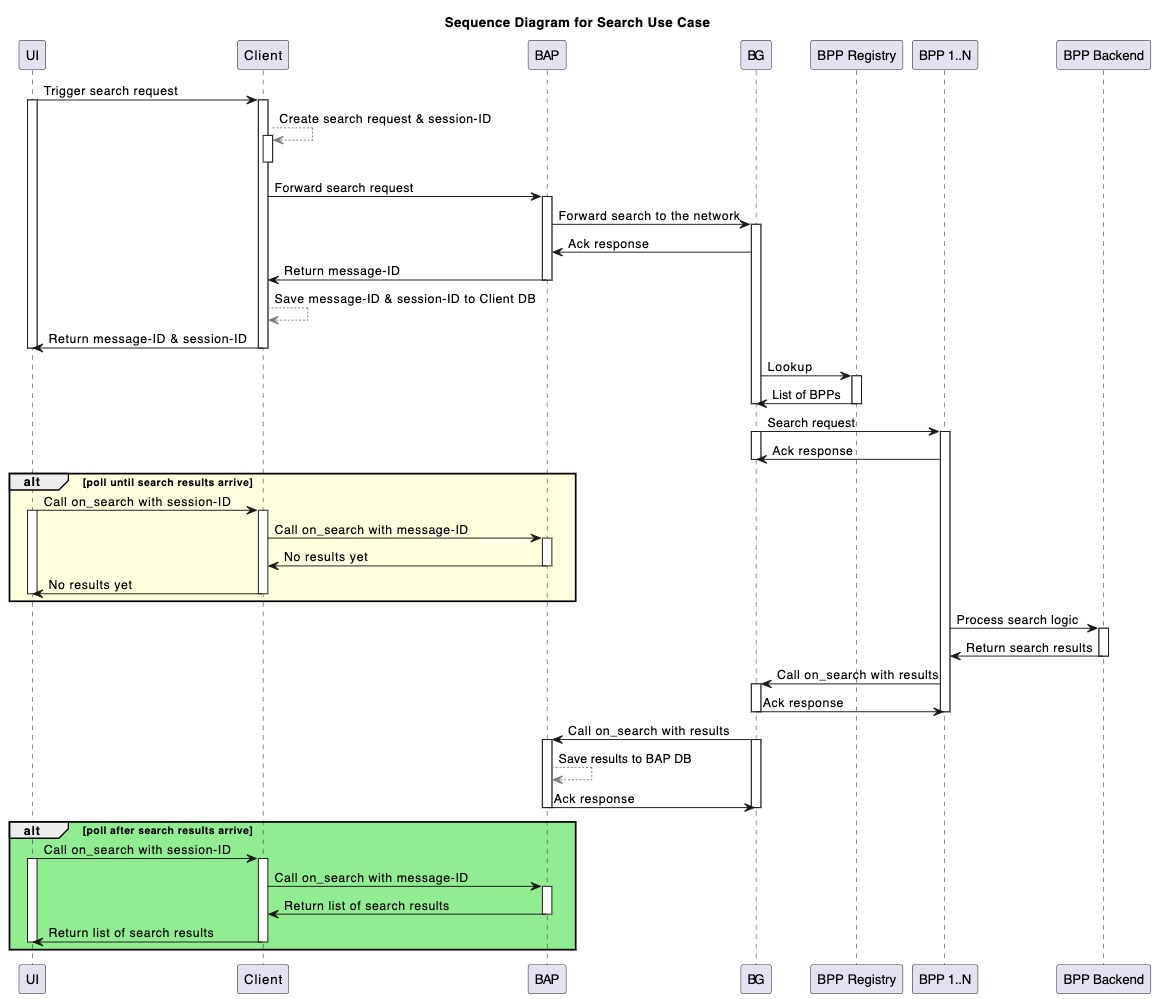 Sequence Diagram for Search Use Case
UI Client BAP BG BPP Registry BPP 1..N BPP Backend
Trigger search request
Create search request & session-ID
Forward search request
Forward search to the network
Ack response
Return message-ID
Save message-ID & session-ID to Client DB
Return message-ID & session-ID
Lookup
List of BPPs
Search request
Ack response
alt [poll until search results arrive]
Call on_search with session-ID
Call on_search with message-ID
No results yet
No results yet
Process search logic
Return search results
Call on_search with results
Ack response
Call on_search with results
Save results to BAP DB
Ack response
alt [poll after search results arrive]
Call on_search with session-ID
Call on_search with message-ID
Return list of search results
Return list of search results
UI Client BAP BG BPP Registry BPP 1..N BPP Backend